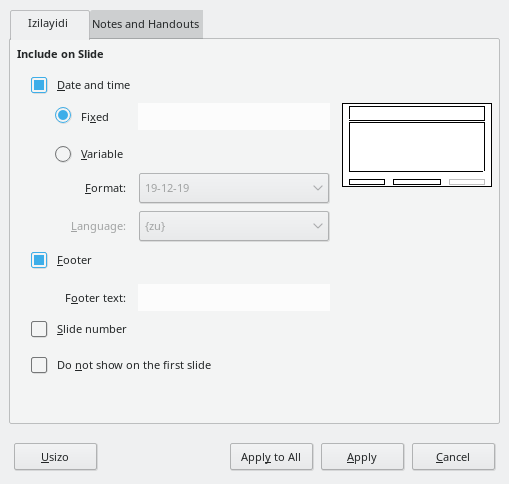 Izilayidi
Notes and Handouts
Include on Slide
Date and time
Fixed
Variable
Format: 19-12-19
Language: {zu}
Footer
Footer text:
Slide number
Do not show on the first slide
Usizo
Apply to All
Apply
Cancel